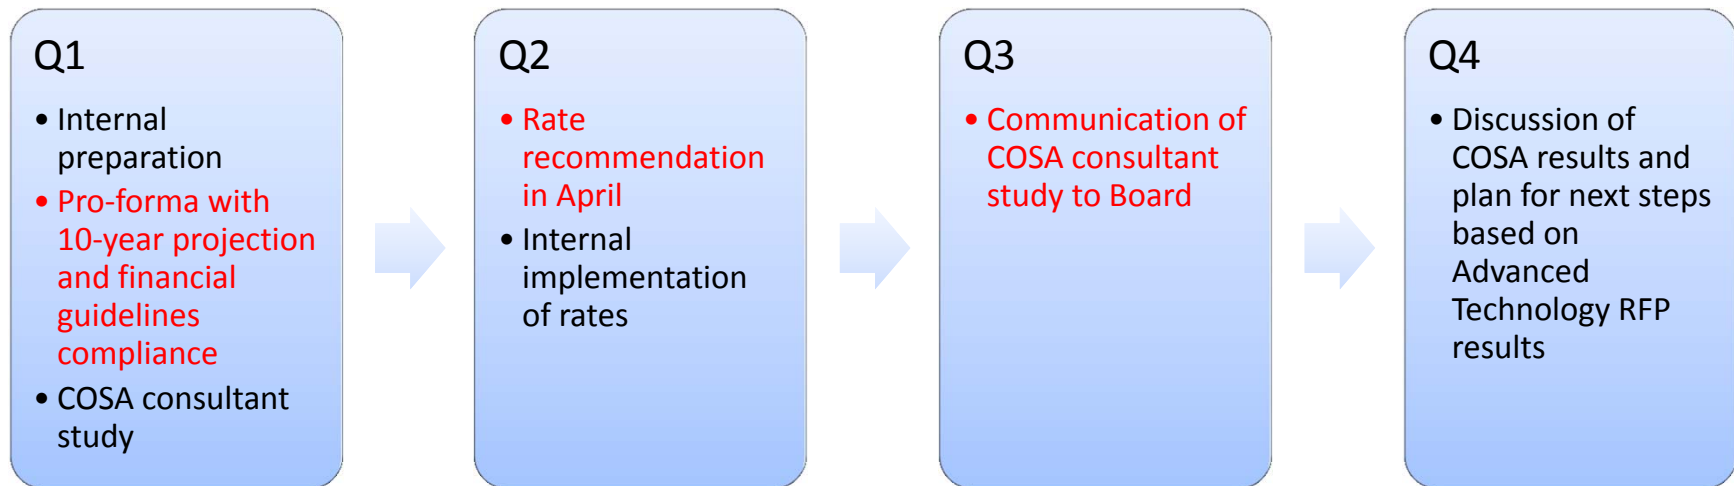 Q1
• Internal
preparation
• Pro-forma with
10-year projection
and financial
guidelines
compliance
• COSA consultant
study
Q2
• Rate
recommendation
in April
• Internal
implementation
of rates
Q3
• Communication of
COSA consultant
study to Board
Q4
• Discussion of
COSA results and
plan for next steps
based on
Advanced
Technology RFP
results